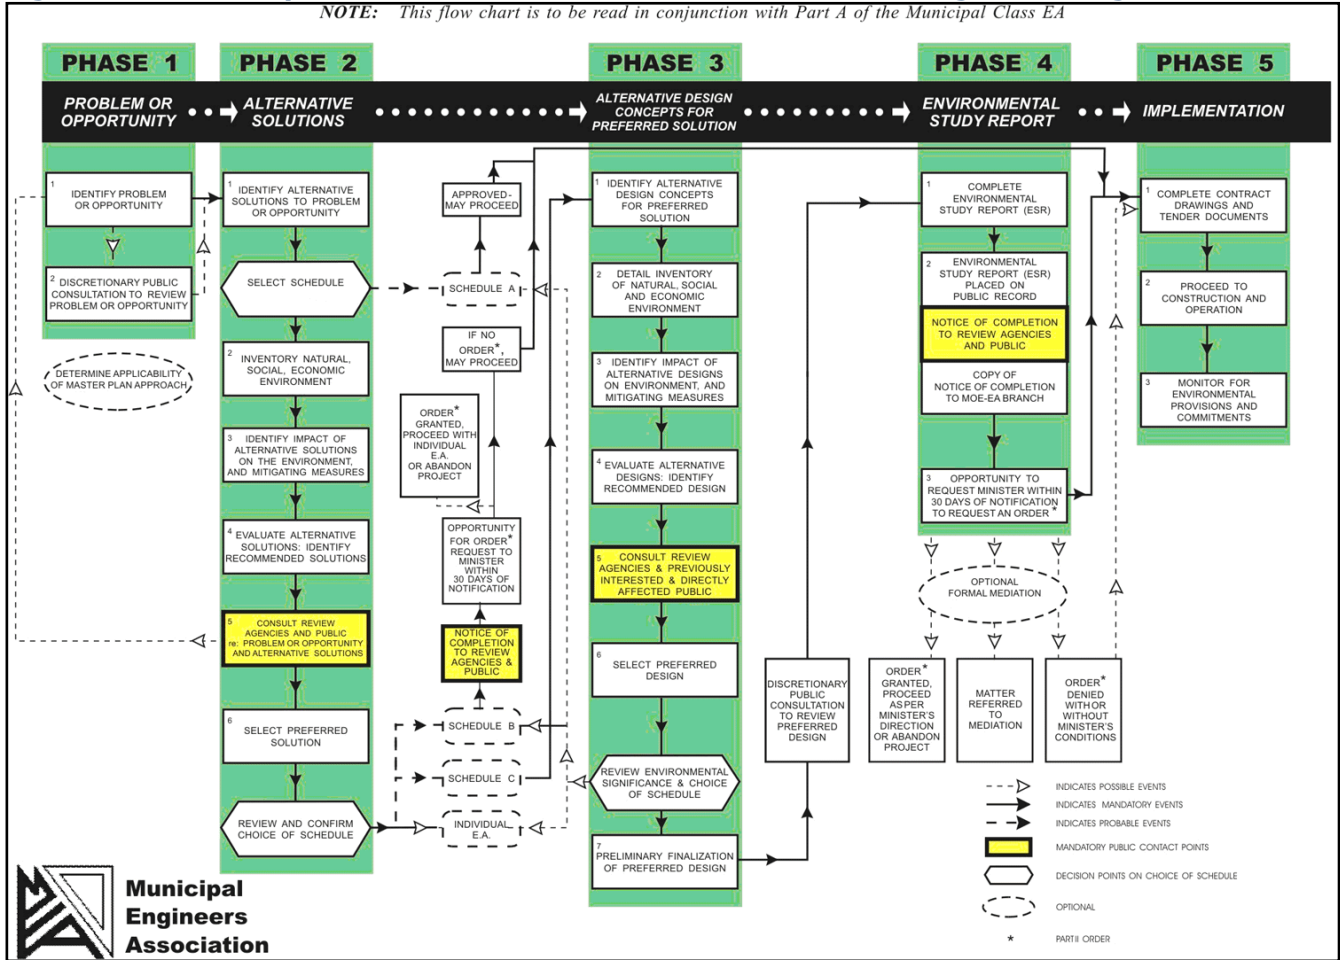 NOTE: This flow chart is to be read in conjunction with Part A of the Municipal Class EA
PHASE 1
PHASE 2
PHASE 3
PHASE 4
PHASE 5
PROBLEM OR
OPPORTUNITY
ALTERNATIVE
SOLUTIONS
ALTERNATIVE DESIGN
CONCEPTS FOR
PREFERRED SOLUTION
ENVIRONMENTAL
STUDY REPORT
IMPLEMENTATION
1
IDENTIFY PROBLEM
OR OPPORTUNITY
2 DISCRETIONARY PUBLIC
CONSULTATION TO REVIEW
PROBLEM OR OPPORTUNITY
DETERMINE APPLICABILITY
OF MASTER PLAN APPROACH
1
IDENTIFY ALTERNATIVE
SOLUTIONS TO PROBLEM
OR OPPORTUNITY
SELECT SCHEDULE
2
INVENTORY NATURAL,
SOCIAL, ECONOMIC
ENVIRONMENT
3 IDENTIFY IMPACT OF
ALTERNATIVE SOLUTIONS
ON THE ENVIRONMENT,
AND MITIGATING MEASURES
4
EVALUATE ALTERNATIVE
SOLUTIONS: IDENTIFY
RECOMMENDED SOLUTIONS
5 CONSULT REVIEW
AGENCIES AND PUBLIC
re: PROBLEM OR OPPORTUNITY
AND ALTERNATIVE SOLUTIONS
6
SELECT PREFERRED
SOLUTION
REVIEW AND CONFIRM
CHOICE OF SCHEDULE
APPROVED-
MAY PROCEED
SCHEDULE A
IF NO
ORDER*,
MAY PROCEED
ORDER*
GRANTED,
PROCEED WITH
INDIVIDUAL
E.A.
OR ABANDON
PROJECT
OPPORTUNITY
FOR ORDER*
REQUEST TO
MINISTER
WITHIN
30 DAYS OF
NOTIFICATION
NOTICE OF
COMPLETION
TO REVIEW
AGENCIES &
PUBLIC
SCHEDULE B
SCHEDULE C
INDIVIDUAL
E.A.
1
IDENTIFY ALTERNATIVE
DESIGN CONCEPTS
FOR PREFERRED
SOLUTION
2
DETAIL INVENTORY
OF NATURAL, SOCIAL
AND ECONOMIC
ENVIRONMENT
3 IDENTIFY IMPACT OF
ALTERNATIVE DESIGNS
ON ENVIRONMENT, AND
MITIGATING MEASURES
4
EVALUATE ALTERNATIVE
DESIGNS: IDENTIFY
RECOMMENDED DESIGN
5 CONSULT REVIEW
AGENCIES & PREVIOUSLY
INTERESTED & DIRECTLY
AFFECTED PUBLIC
6
SELECT PREFERRED
DESIGN
REVIEW ENVIRONMENTAL
SIGNIFICANCE & CHOICE
OF SCHEDULE
7
PRELIMINARY FINALIZATION
OF PREFERRED DESIGN
DISCRETIONARY
PUBLIC
CONSULTATION
TO REVIEW
PREFERRED
DESIGN
1
COMPLETE
ENVIRONMENTAL
STUDY REPORT (ESR)
2
ENVIRONMENTAL
STUDY REPORT (ESR)
PLACED ON
PUBLIC RECORD
NOTICE OF COMPLETION
TO REVIEW AGENCIES
AND PUBLIC
COPY OF
NOTICE OF COMPLETION
TO MOE-EA BRANCH
3 OPPORTUNITY TO
REQUEST MINISTER WITHIN
30 DAYS OF NOTIFICATION
TO REQUEST AN ORDER *
OPTIONAL
FORMAL MEDIATION
ORDER*
GRANTED,
PROCEED
AS PER
MINISTER'S
DIRECTION
OR ABANDON
PROJECT
MATTER
REFERRED
TO
MEDIATION
ORDER*
DENIED
WITH OR
WITHOUT
MINISTER'S
CONDITIONS
1
COMPLETE CONTRACT
DRAWINGS AND
TENDER DOCUMENTS
2
PROCEED TO
CONSTRUCTION AND
OPERATION
3
MONITOR FOR
ENVIRONMENTAL
PROVISIONS AND
COMMITMENTS
INDICATES POSSIBLE EVENTS
INDICATES MANDATORY EVENTS
INDICATES PROBABLE EVENTS
MANDATORY PUBLIC CONTACT POINTS
DECISION POINTS ON CHOICE OF SCHEDULE
OPTIONAL
* PART II ORDER
Municipal
Engineers
Association